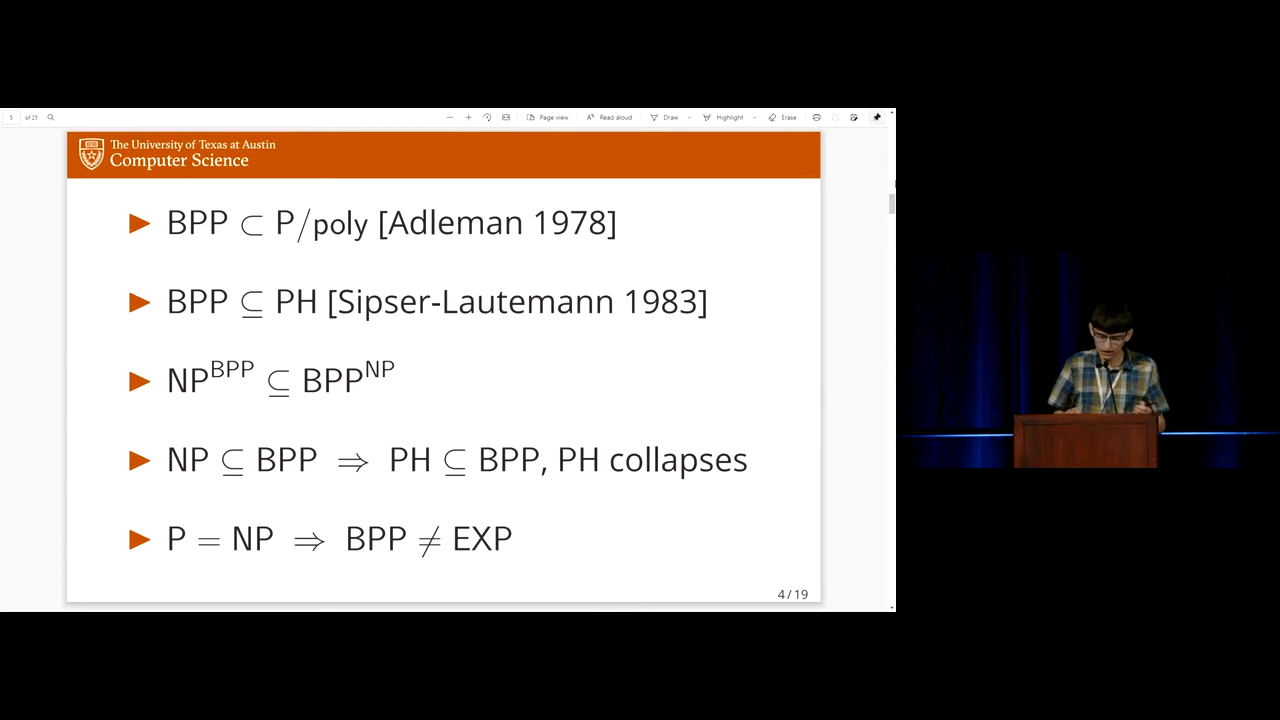 5 of 25 Page view Read aloud Draw Highlight Erase
The University of Texas at Austin
Computer Science
▶ BPP ⊂ P/poly [Adleman 1978]
▶ BPP ⊆ PH [Sipser-Lautemann 1983]
▶ NP^BPP ⊆ BPP^NP
▶ NP ⊆ BPP ⇒ PH ⊆ BPP, PH collapses
▶ P = NP ⇒ BPP ≠ EXP
4 / 19